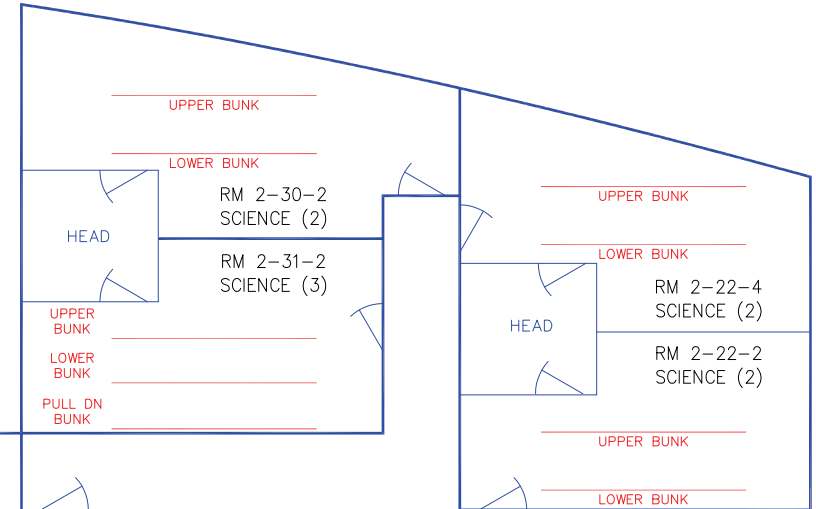 UPPER BUNK
LOWER BUNK
RM 2-30-2
SCIENCE (2)
HEAD
RM 2-31-2
SCIENCE (3)
UPPER
BUNK
LOWER
BUNK
PULL DN
BUNK
UPPER BUNK
LOWER BUNK
RM 2-22-4
SCIENCE (2)
HEAD
RM 2-22-2
SCIENCE (2)
UPPER BUNK
LOWER BUNK